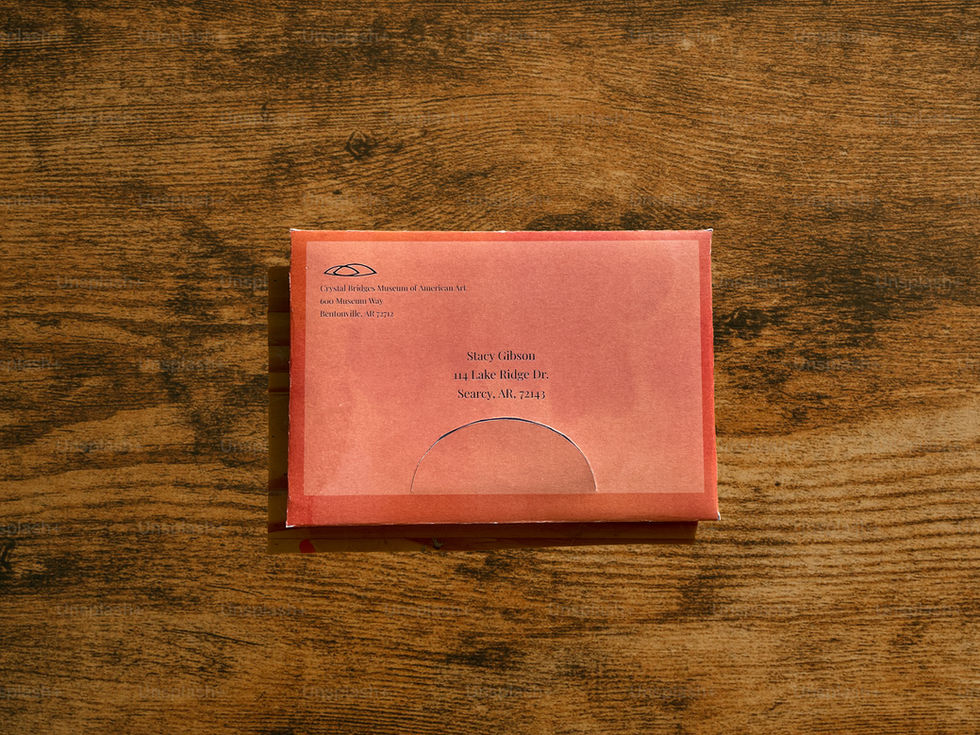 Crystal Bridges Museum of American Art
600 Museum Way
Bentonville, AR 72712
Stacy Gibson
114 Lake Ridge Dr.
Searcy, AR, 72143